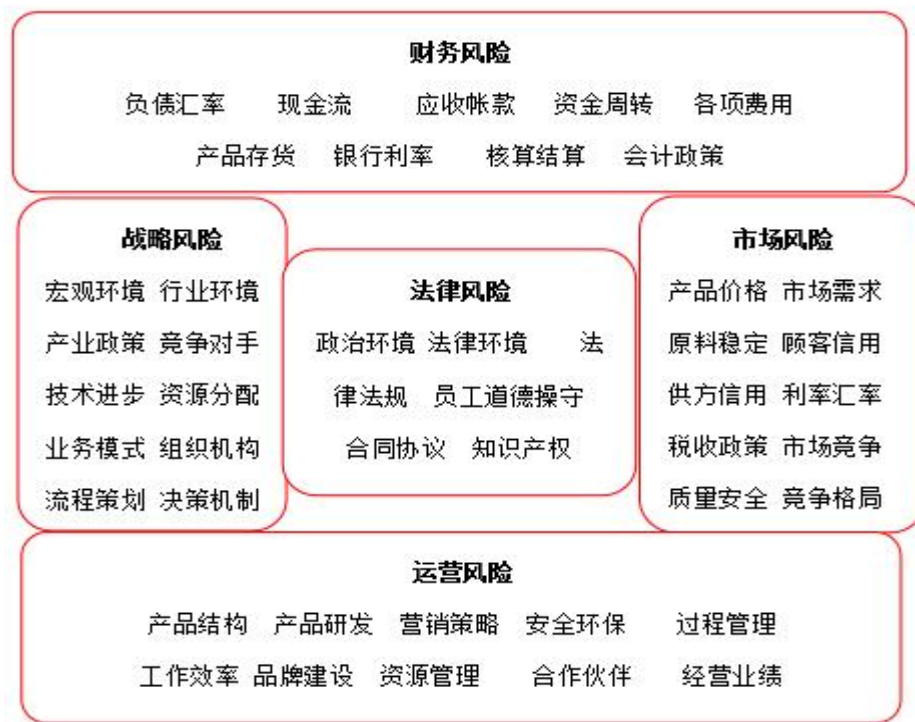 财务风险
负债汇率 现金流 应收帐款 资金周转 各项费用
产品存货 银行利率 核算结算 会计政策
战略风险
宏观环境 行业环境
产业政策 竞争对手
技术进步 资源分配
业务模式 组织机构
流程策划 决策机制
法律风险
政治环境 法律环境 法
律法规 员工道德操守
合同协议 知识产权
市场风险
产品价格 市场需求
原料稳定 顾客信用
供方信用 利率汇率
税收政策 市场竞争
质量安全 竞争格局
运营风险
产品结构 产品研发 营销策略 安全环保 过程管理
工作效率 品牌建设 资源管理 合作伙伴 经营业绩